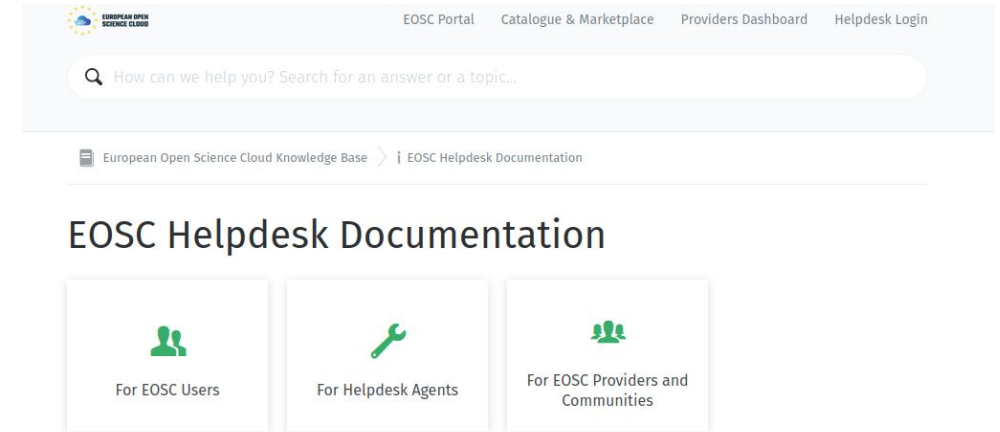 EUROPEAN OPEN
SCIENCE CLOUD
EOSC Portal Catalogue & Marketplace Providers Dashboard Helpdesk Login
How can we help you? Search for an answer or a topic...
European Open Science Cloud Knowledge Base EOSC Helpdesk Documentation
EOSC Helpdesk Documentation
For EOSC Users
For Helpdesk Agents
For EOSC Providers and
Communities